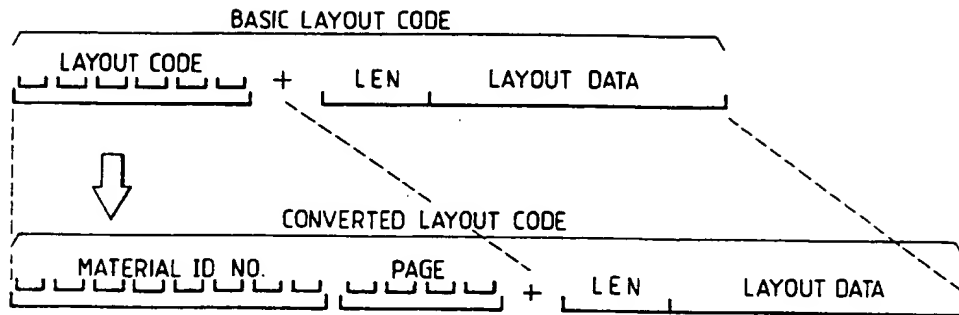 BASIC LAYOUT CODE
LAYOUT CODE + LEN LAYOUT DATA
CONVERTED LAYOUT CODE
MATERIAL ID NO. PAGE + LEN LAYOUT DATA